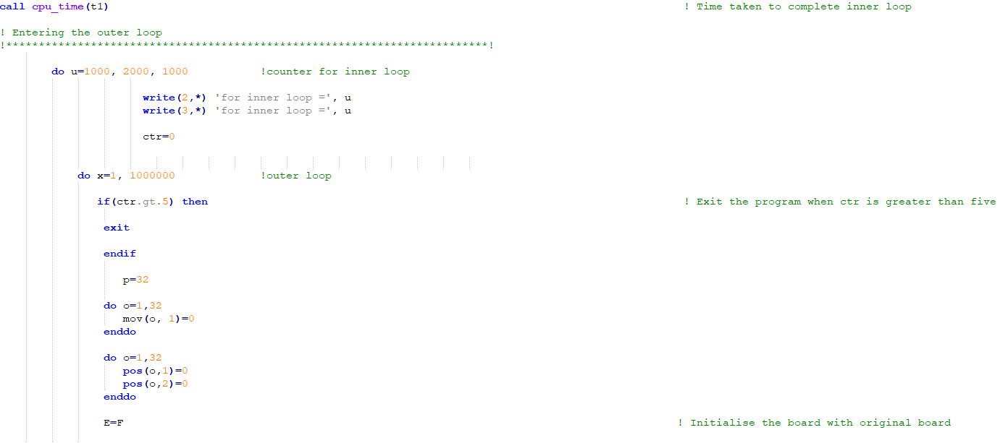 call cpu_time(t1) ! Time taken to complete inner loop
! Entering the outer loop
!**************************************************************************!
do u=1000, 2000, 1000 !counter for inner loop
write(2,*) 'for inner loop =', u
write(3,*) 'for inner loop =', u
ctr=0
do x=1, 1000000 !outer loop
if(ctr.gt.5) then ! Exit the program when ctr is greater than five
exit
endif
p=32
do o=1,32
mov(o, 1)=0
enddo
do o=1,32
pos(o,1)=0
pos(o,2)=0
enddo
E=F ! Initialise the board with original board